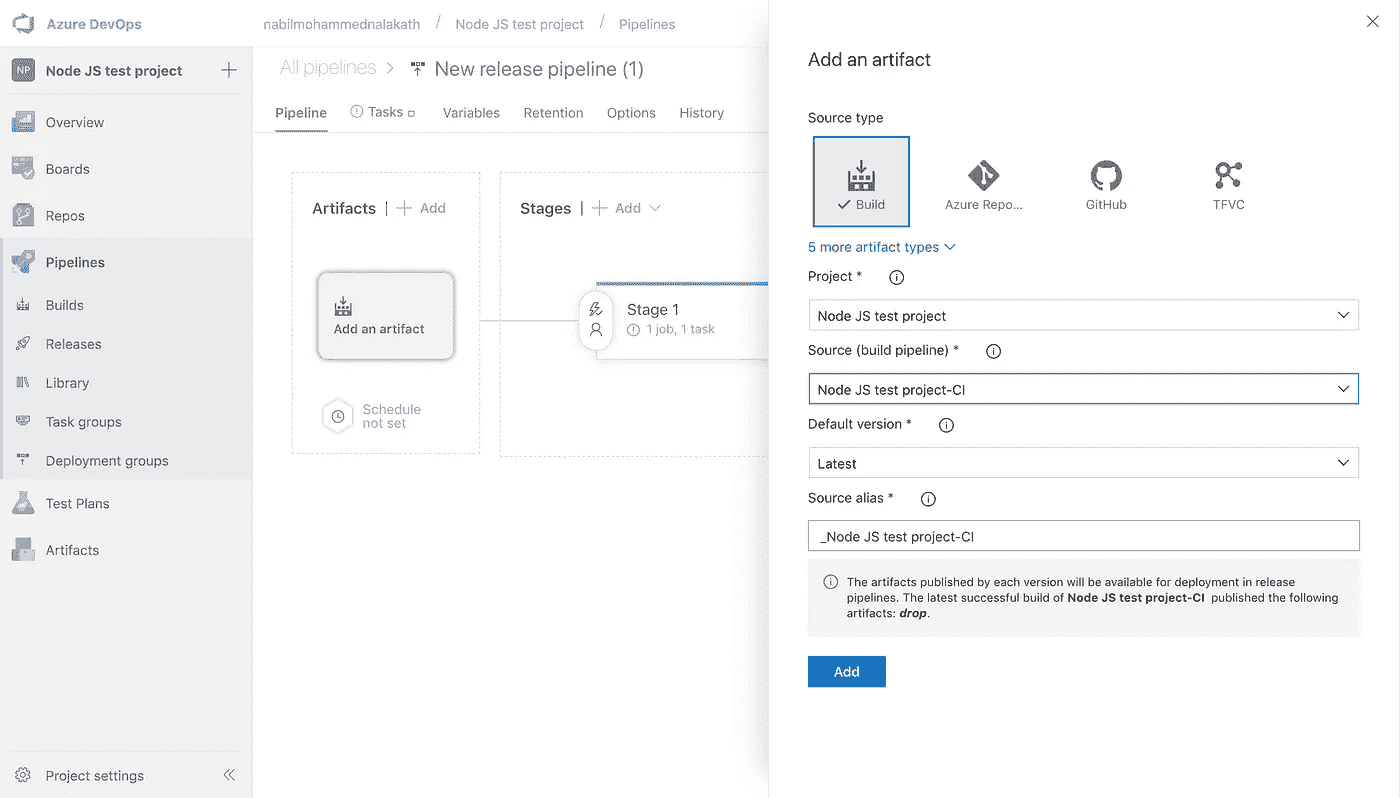 Azure DevOps
nabilmohammednalakath / Node JS test project / Pipelines
NP Node JS test project
Overview
Boards
Repos
Pipelines
Builds
Releases
Library
Task groups
Deployment groups
Test Plans
Artifacts
Project settings
All pipelines > New release pipeline (1)
Pipeline Tasks Variables Retention Options History
Artifacts | + Add
Add an artifact
Schedule
not set
Stages | + Add
Stage 1
1 job, 1 task
Add an artifact
Source type
Build
Azure Repo...
GitHub
TFVC
5 more artifact types
Project *
Node JS test project
Source (build pipeline) *
Node JS test project-CI
Default version *
Latest
Source alias *
_Node JS test project-CI
The artifacts published by each version will be available for deployment in release
pipelines. The latest successful build of Node JS test project-CI published the following
artifacts: drop.
Add